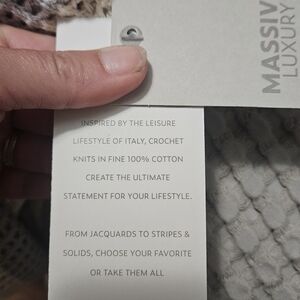 MASSIV
LUXURY
INSPIRED BY THE LEISURE
LIFESTYLE OF ITALY, CROCHET
KNITS IN FINE 100% COTTON
CREATE THE ULTIMATE
STATEMENT FOR YOUR LIFESTYLE.
FROM JACQUARDS TO STRIPES &
SOLIDS, CHOOSE YOUR FAVORITE
OR TAKE THEM ALL